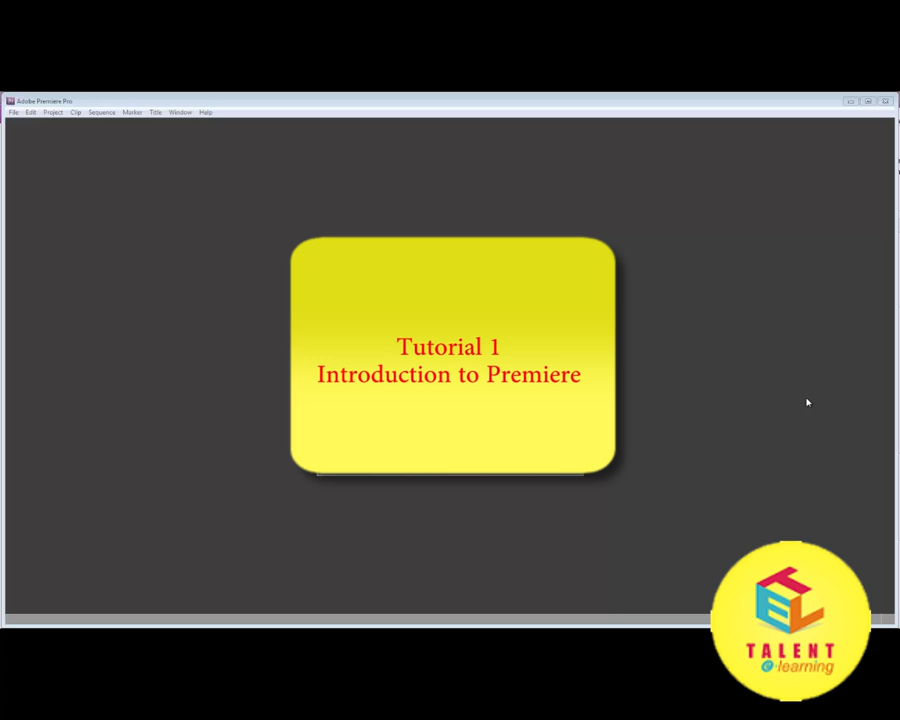 Adobe Premiere Pro
File Edit Project Clip Sequence Marker Title Window Help
Tutorial 1
Introduction to Premiere
TEL
TALENT
e-learning